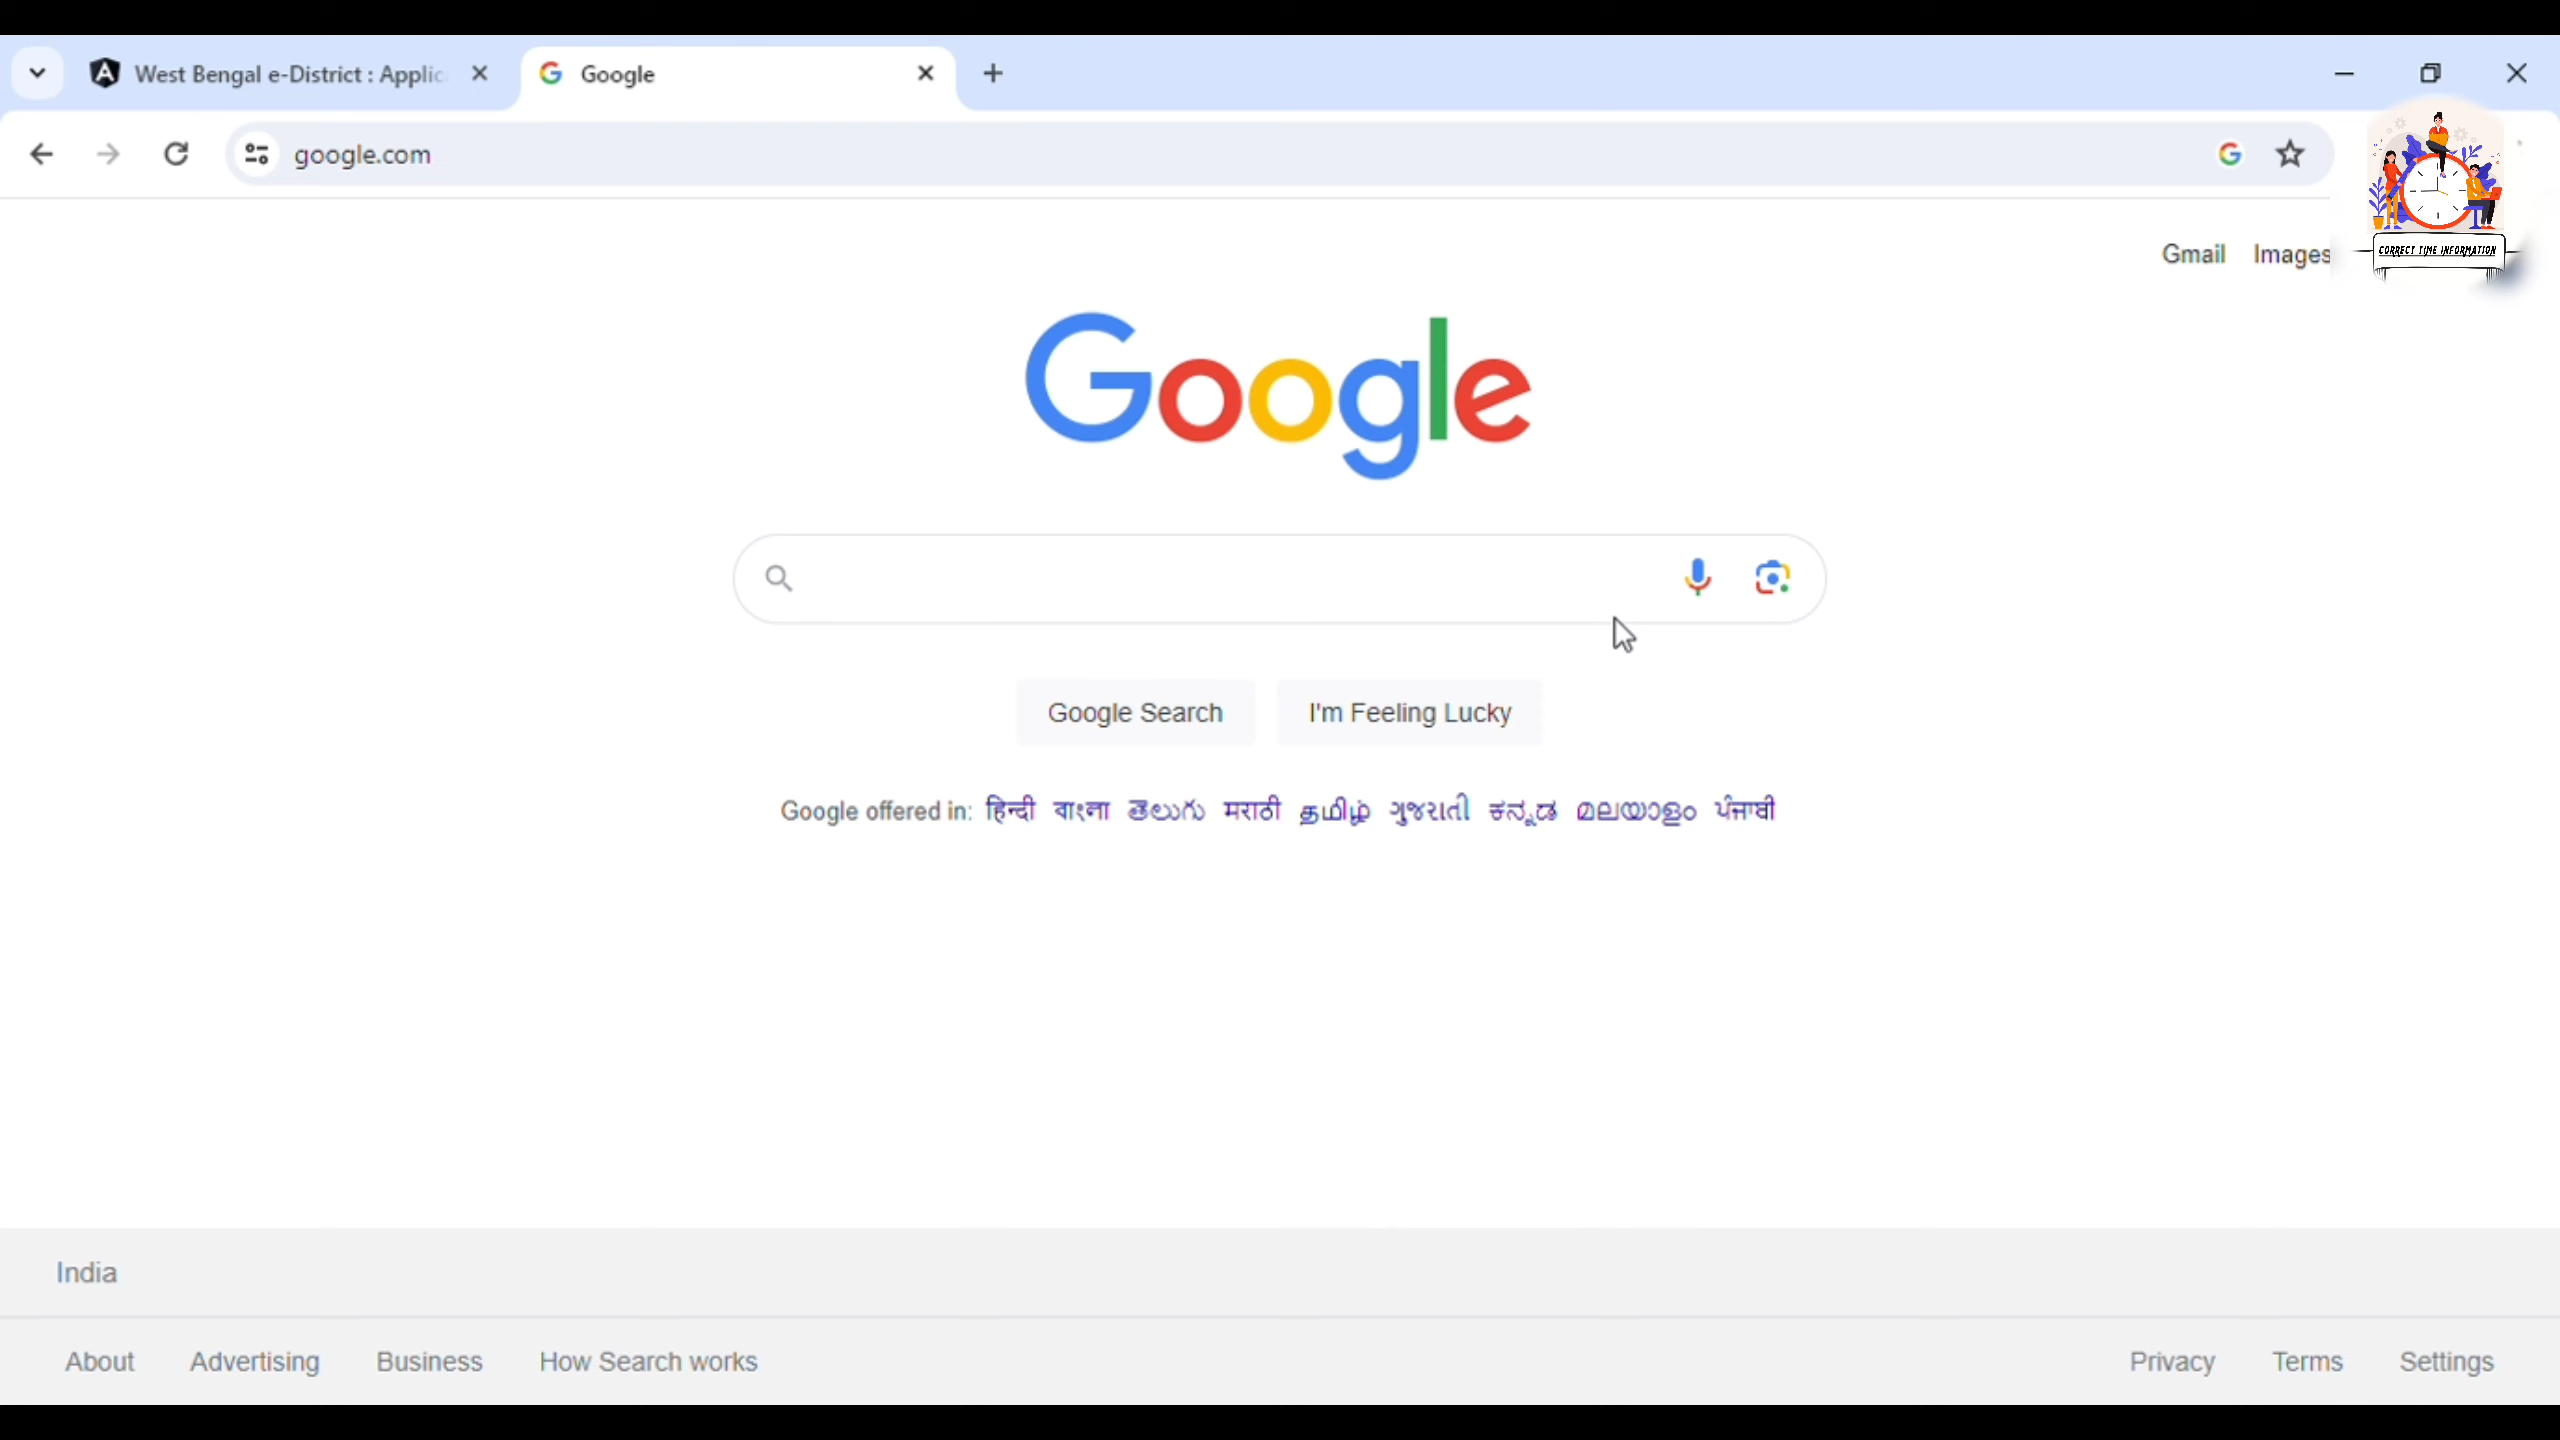 West Bengal e-District : Applic
Google
google.com
CORRECT TIME INFORMATION
Gmail Images
Google
Google Search I'm Feeling Lucky
Google offered in: हिन्दी বাংলা తెలుగు मराठी தமிழ் ગુજરાતી ಕನ್ನಡ മലയാളം ਪੰਜਾਬੀ
India
About Advertising Business How Search works Privacy Terms Settings